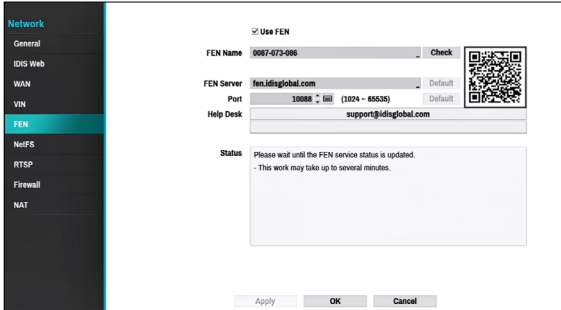 Network
General
IDIS Web
WAN
VIN
FEN
NetFS
RTSP
Firewall
NAT
Use FEN
FEN Name 0087-073-086 _ Check
FEN Server fen.idisglobal.com _ Default
Port 10088 (1024 ~ 65535) Default
Help Desk support@idisglobal.com
Status Please wait until the FEN service status is updated.
- This work may take up to several minutes.
Apply OK Cancel